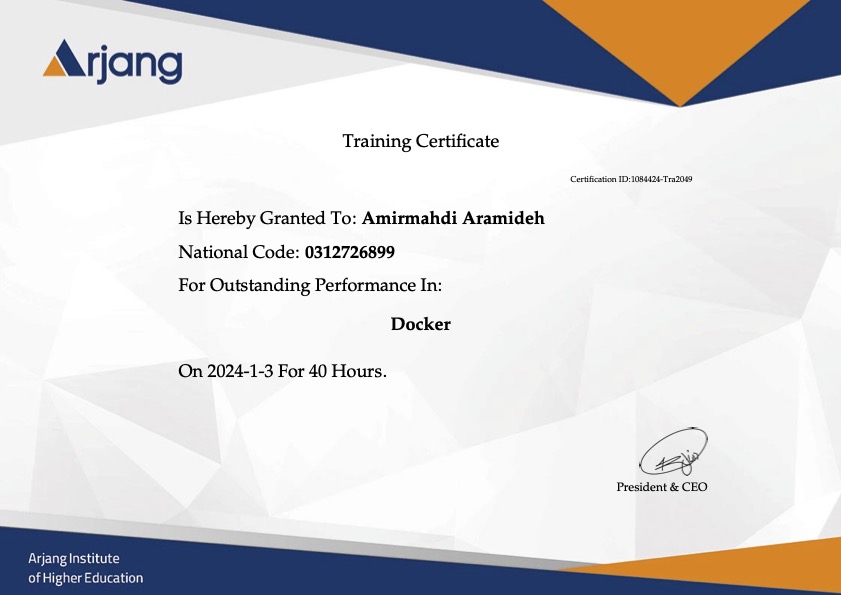 Arjang
Training Certificate
Certification ID:1084424-Tra2049
Is Hereby Granted To: Amirmahdi Aramideh
National Code: 0312726899
For Outstanding Performance In:
Docker
On 2024-1-3 For 40 Hours.
President & CEO
Arjang Institute
of Higher Education